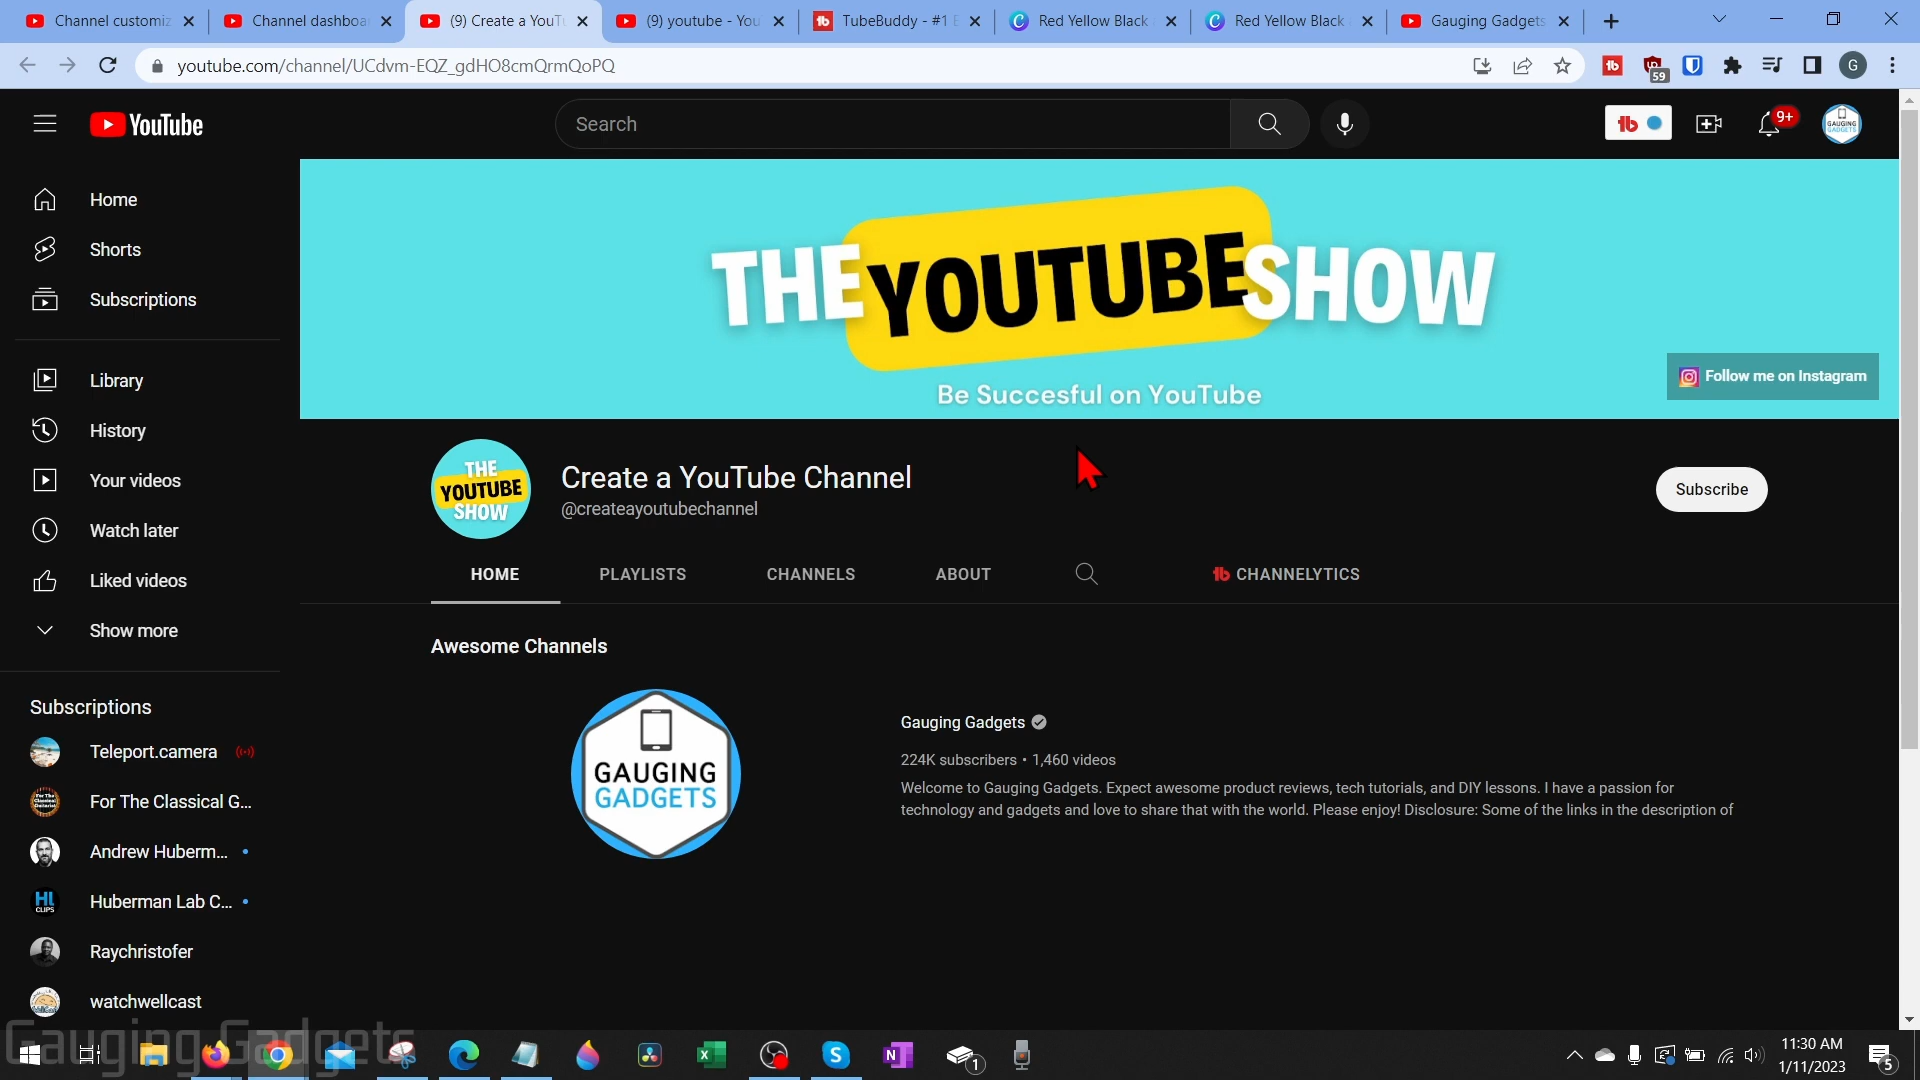 Channel customiz
Channel dashboa
(9) Create a YouT
(9) youtube - You
TubeBuddy - #1
Red Yellow Black
Red Yellow Black
Gauging Gadgets
youtube.com/channel/UCdvm-EQZ_gdHO8cmQrmQoPQ
59
G
YouTube
Search
9+
GAUGING
GADGETS
Home
Shorts
Subscriptions
Library
History
Your videos
Watch later
Liked videos
Show more
Subscriptions
Teleport.camera
For The Classical G...
Andrew Huberm...
Huberman Lab C...
HL
CLIPS
Raychristofer
watchwellcast
THE YOUTUBE SHOW
Be Succesful on YouTube
Follow me on Instagram
THE
YOUTUBE
SHOW
Create a YouTube Channel
@createayoutubechannel
Subscribe
HOME
PLAYLISTS
CHANNELS
ABOUT
CHANNELYTICS
Awesome Channels
GAUGING
GADGETS
Gauging Gadgets
224K subscribers • 1,460 videos
Welcome to Gauging Gadgets. Expect awesome product reviews, tech tutorials, and DIY lessons. I have a passion for
technology and gadgets and love to share that with the world. Please enjoy! Disclosure: Some of the links in the description of
Gauging Gadgets
1
11:30 AM
1/11/2023
5